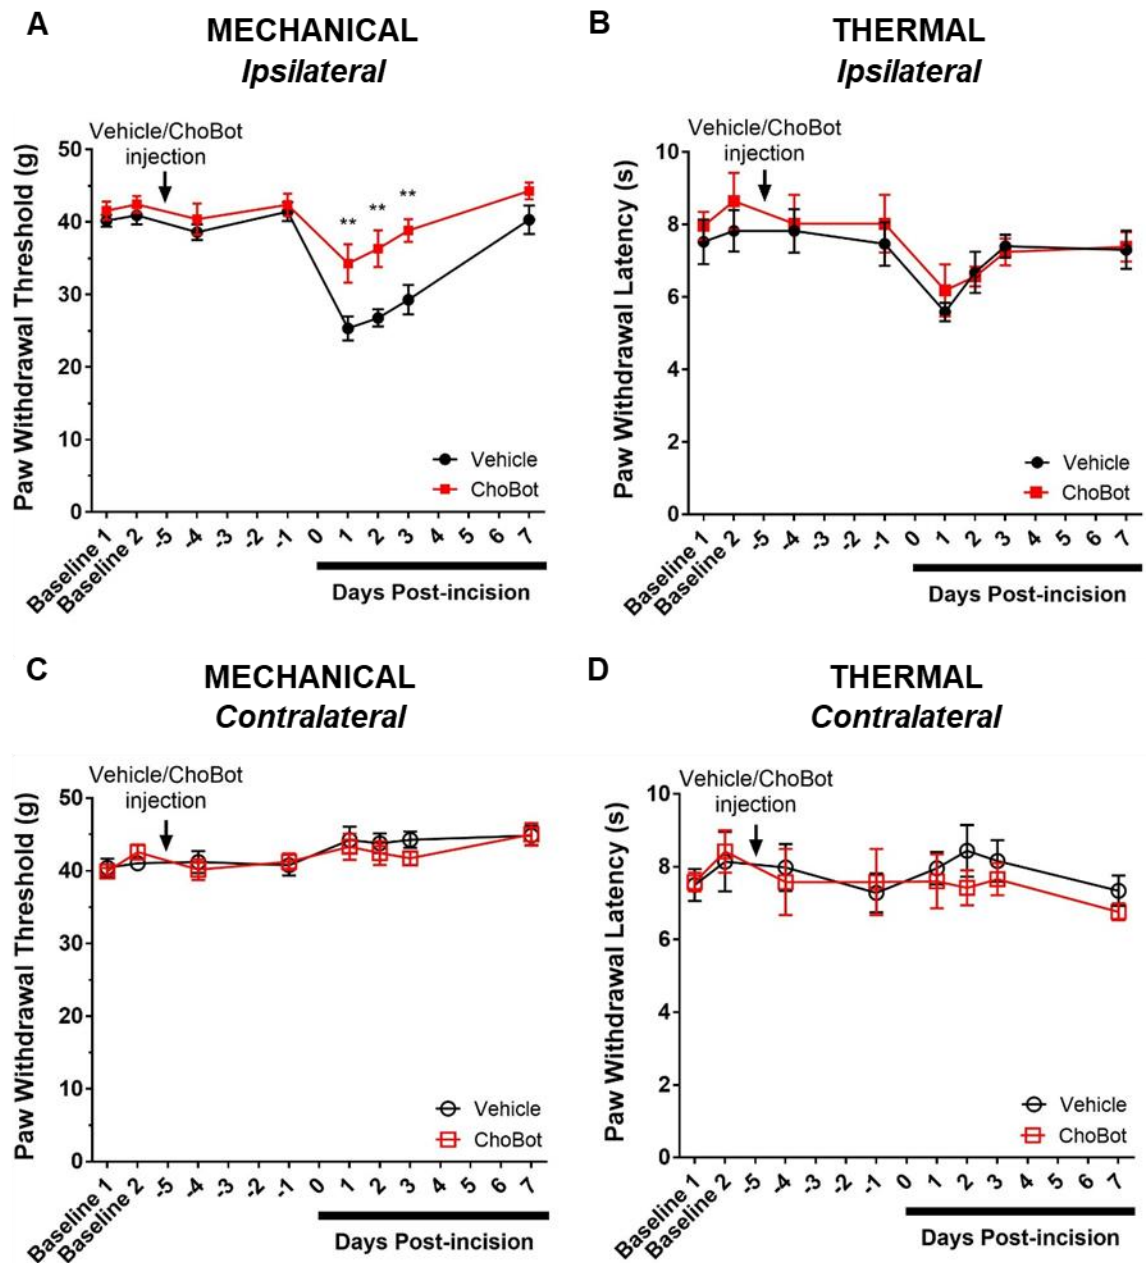 A
MECHANICAL
Ipsilateral
Vehicle/ChoBot
injection
Paw Withdrawal Threshold (g)
50
40
30
20
10
0
** ** **
Vehicle
ChoBot
Baseline 1 Baseline 2 -5 -4 -3 -2 -1 0 1 2 3 4 5 6 7
Days Post-incision
B
THERMAL
Ipsilateral
Vehicle/ChoBot
injection
Paw Withdrawal Latency (s)
10
8
6
4
2
0
Vehicle
ChoBot
Baseline 1 Baseline 2 -5 -4 -3 -2 -1 0 1 2 3 4 5 6 7
Days Post-incision
C
MECHANICAL
Contralateral
Vehicle/ChoBot
injection
Paw Withdrawal Threshold (g)
50
40
30
20
10
0
Vehicle
ChoBot
Baseline 1 Baseline 2 -5 -4 -3 -2 -1 0 1 2 3 4 5 6 7
Days Post-incision
D
THERMAL
Contralateral
Vehicle/ChoBot
injection
Paw Withdrawal Latency (s)
10
8
6
4
2
0
Vehicle
ChoBot
Baseline 1 Baseline 2 -5 -4 -3 -2 -1 0 1 2 3 4 5 6 7
Days Post-incision